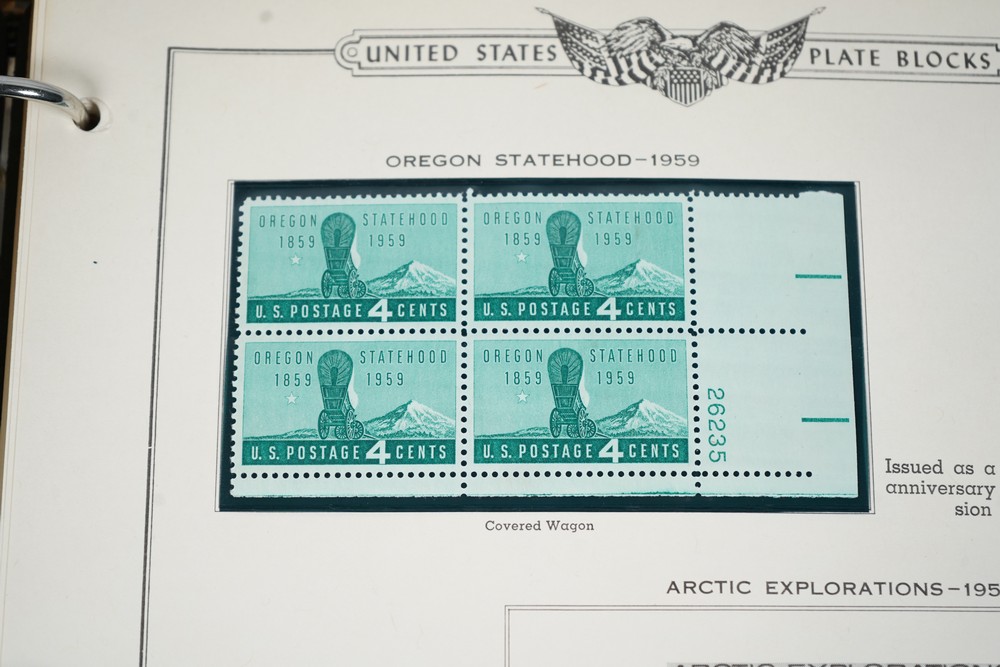 UNITED STATES PLATE BLOCKS
OREGON STATEHOOD-1959
OREGON STATEHOOD
1859 1959
U.S. POSTAGE 4 CENTS
OREGON STATEHOOD
1859 1959
U.S. POSTAGE 4 CENTS
OREGON STATEHOOD
1859 1959
U.S. POSTAGE 4 CENTS
OREGON STATEHOOD
1859 1959
U.S. POSTAGE 4 CENTS
26235
Covered Wagon
Issued as a
anniversary
sion
ARCTIC EXPLORATIONS-195
ARCTIC EXPLORATIONS